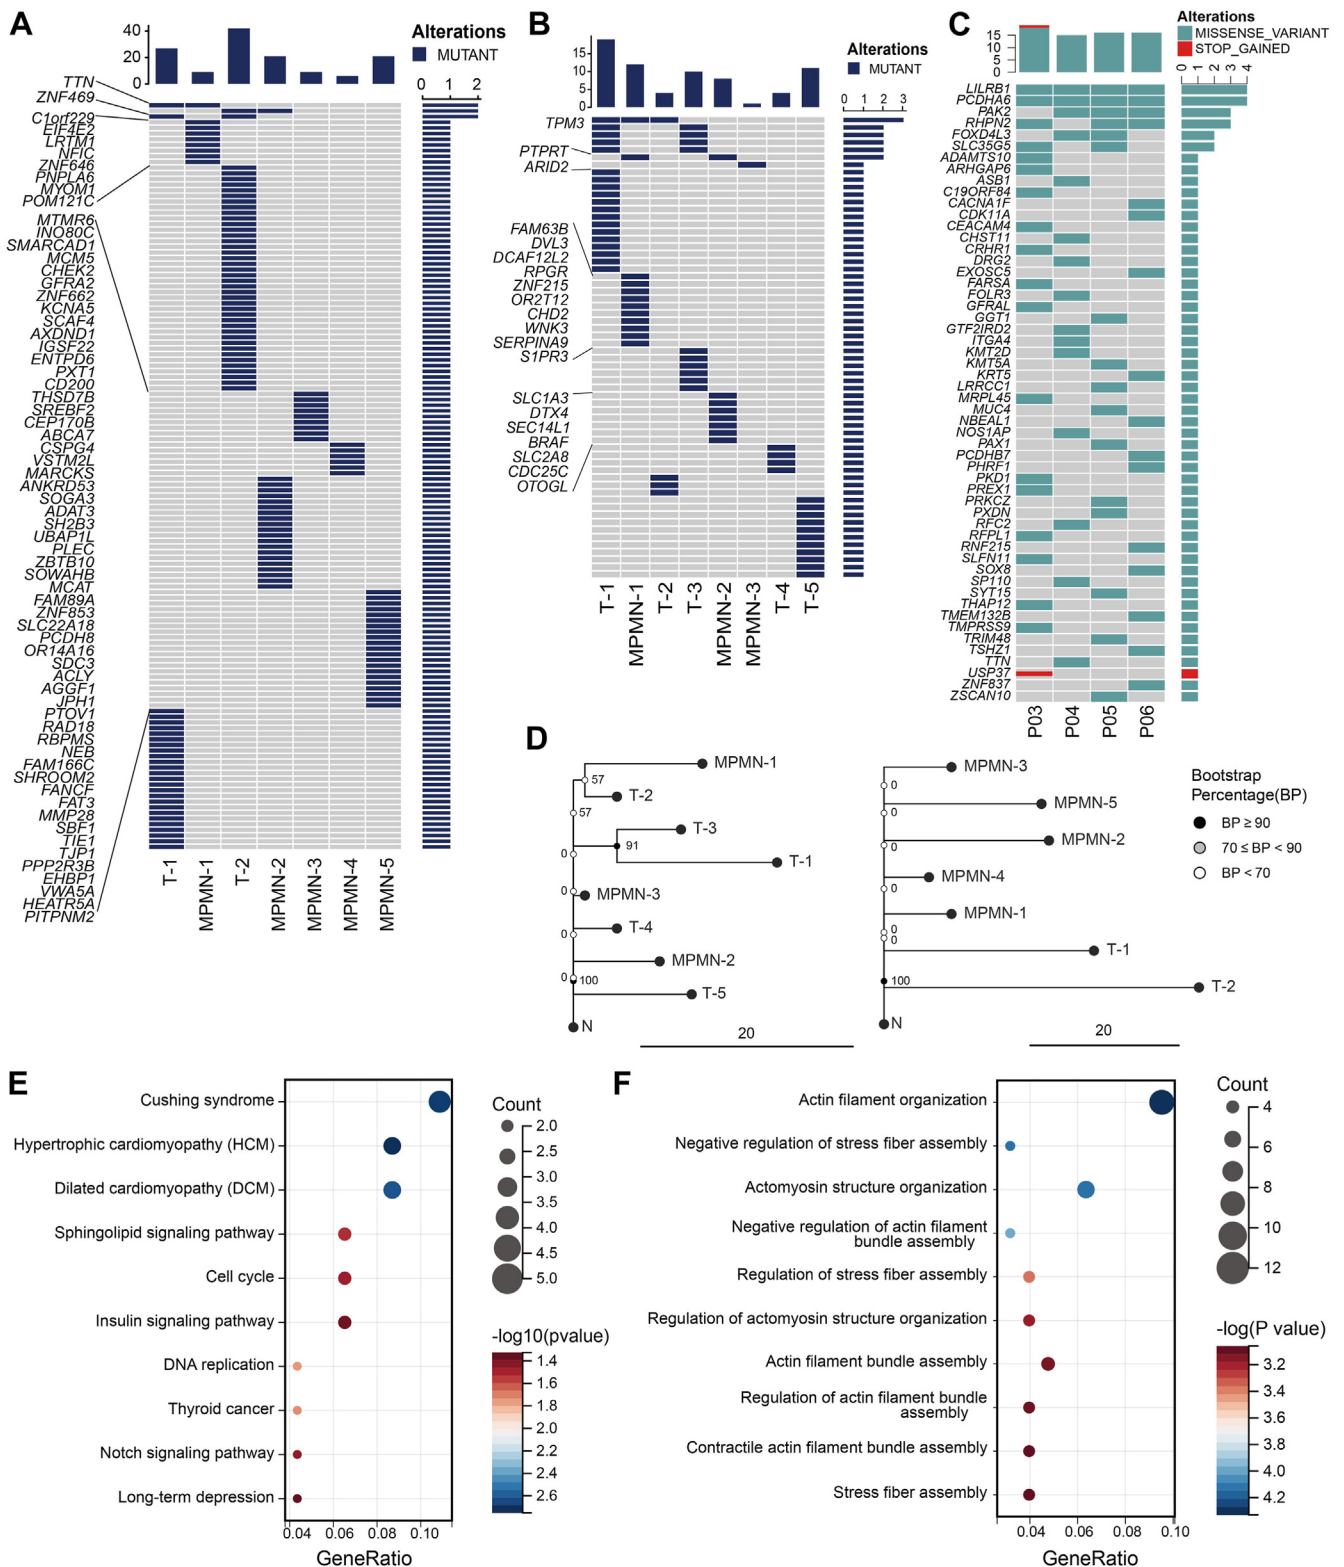 A
40
20
0
Alterations
MUTANT
0
1
2
TTN
ZNF469
C1orf229
EIF4E2
LRTM1
NFIC
ZNF646
PNPLA6
MYOM1
POM121C
MTMR6
INO80C
SMARCAD1
MCM5
CHEK2
GFRA2
ZNF662
KCNA5
SCAF4
AXDND1
IGSF22
ENTPD6
PXT1
CD200
THSD7B
SREBF2
CEP170B
ABCA7
CSPG4
VSTM2L
MARCKS
ANKRD53
SOGA3
ADAT3
SH2B3
UBAP1L
PLEC
ZBTB10
SOWAHB
MCAT
FAM89A
ZNF853
SLC22A18
PCDH8
OR14A16
SDC3
ACLY
AGGF1
JPH1
PTOV1
RAD18
RBPMS
NEB
FAM166C
SHROOM2
FANCF
FAT3
MMP28
SBF1
TIE1
TJP1
PPP2R3B
EHBP1
VWA5A
HEATR5A
PITPNM2
T-1
MPMN-1
T-2
MPMN-2
MPMN-3
MPMN-4
MPMN-5
B
15
10
5
0
Alterations
MUTANT
0 1 2 3
TPM3
PTPRT
ARID2
FAM63B
DVL3
DCAF12L2
RPGR
ZNF215
OR2T12
CHD2
WNK3
SERPINA9
S1PR3
SLC1A3
DTX4
SEC14L1
BRAF
SLC2A8
CDC25C
OTOGL
T-1
MPMN-1
T-2
T-3
MPMN-2
MPMN-3
T-4
T-5
C
15
10
5
0
Alterations
MISSENSE_VARIANT
STOP_GAINED
0 1 2 3 4
LILRB1
PCDHA6
PAK2
RHPN2
FOXD4L3
SLC35G5
ADAMTS10
ARHGAP6
ASB1
C19ORF84
CACNA1F
CDK11A
CEACAM4
CHST11
CRHR1
DRG2
EXOSC5
FARSA
FOLR3
GFRAL
GGT1
GTF2IRD2
ITGA4
KMT2D
KMT5A
KRT5
LRRCC1
MRPL45
MUC4
NBEAL1
NOS1AP
PAX1
PCDHB7
PHRF1
PKD1
PREX1
PRKCZ
PXDN
RFC2
RFPL1
RNF215
SLFN11
SOX8
SP110
SYT15
THAP12
TMEM132B
TMPRSS9
TRIM48
TSHZ1
TTN
USP37
ZNF837
ZSCAN10
P03
P04
P05
P06
D
MPMN-1
57
T-2
57
T-3
91
T-1
0
MPMN-3
0
T-4
0
MPMN-2
0
100
T-5
N
20
MPMN-3
0
MPMN-5
0
MPMN-2
0
MPMN-4
0
MPMN-1
0
0
T-1
100
T-2
N
20
Bootstrap
Percentage(BP)
BP ≥ 90
70 ≤ BP < 90
BP < 70
E
Cushing syndrome
Hypertrophic cardiomyopathy (HCM)
Dilated cardiomyopathy (DCM)
Sphingolipid signaling pathway
Cell cycle
Insulin signaling pathway
DNA replication
Thyroid cancer
Notch signaling pathway
Long-term depression
0.04 0.06 0.08 0.10
GeneRatio
Count
2.0
2.5
3.0
3.5
4.0
4.5
5.0
-log10(pvalue)
1.4
1.6
1.8
2.0
2.2
2.4
2.6
F
Actin filament organization
Negative regulation of stress fiber assembly
Actomyosin structure organization
Negative regulation of actin filament
bundle assembly
Regulation of stress fiber assembly
Regulation of actomyosin structure organization
Actin filament bundle assembly
Regulation of actin filament bundle
assembly
Contractile actin filament bundle assembly
Stress fiber assembly
0.04 0.06 0.08 0.10
GeneRatio
Count
4
6
8
10
12
-log(P value)
3.2
3.4
3.6
3.8
4.0
4.2